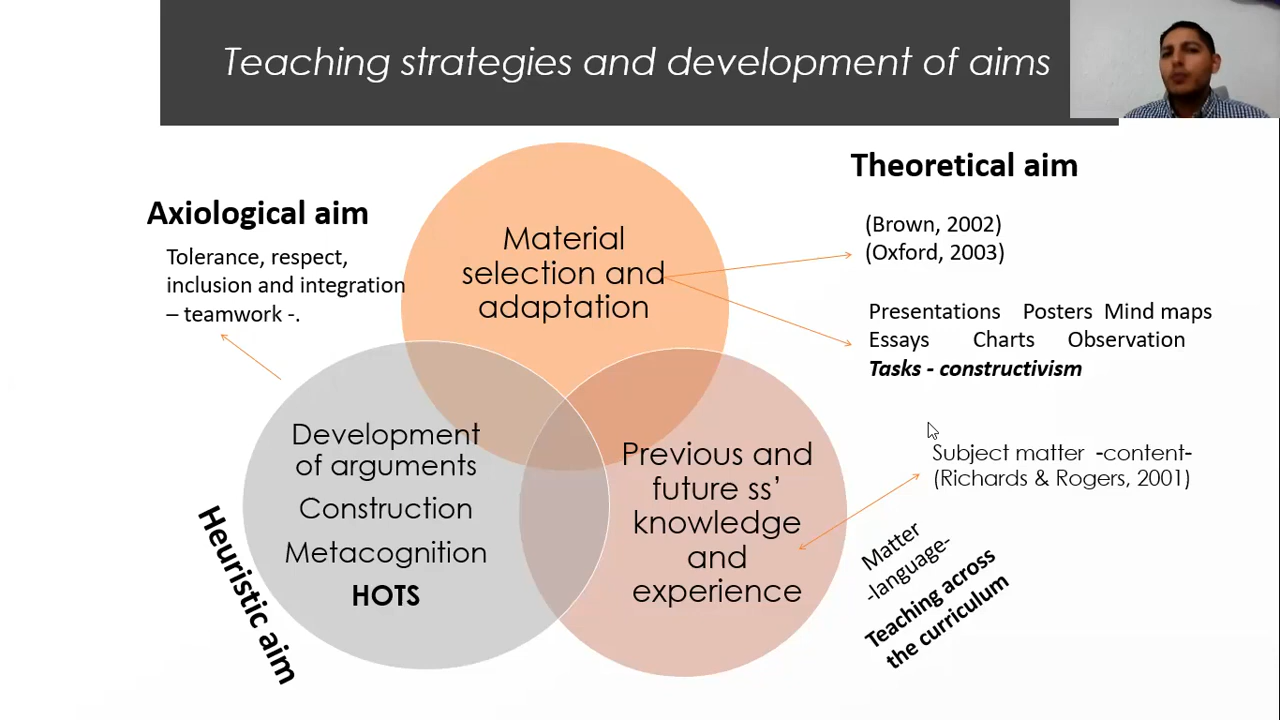 Teaching strategies and development of aims
Axiological aim
Tolerance, respect,
inclusion and integration
– teamwork -.
Material
selection and
adaptation
Theoretical aim
(Brown, 2002)
(Oxford, 2003)
Presentations Posters Mind maps
Essays Charts Observation
Tasks - constructivism
Development
of arguments
Construction
Metacognition
HOTS
Heuristic aim
Previous and
future ss’
knowledge
and
experience
Subject matter -content-
(Richards & Rogers, 2001)
Matter
-language-
Teaching across
the curriculum